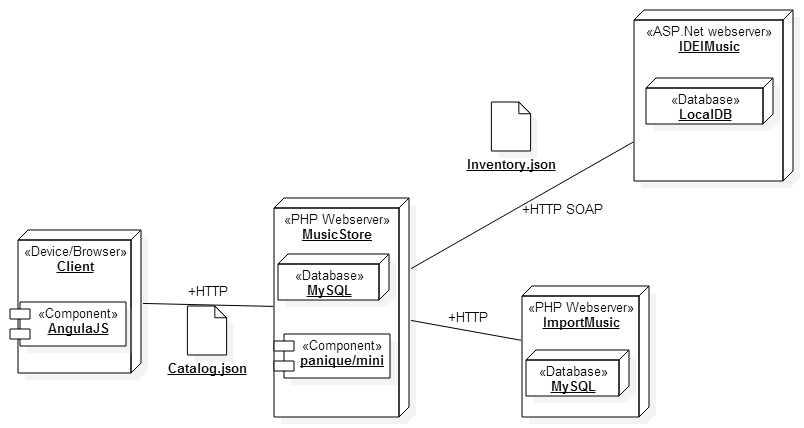 «ASP.Net webserver»
IDEIMusic
«Database»
LocalDB
Inventory.json
+HTTP SOAP
«PHP Webserver»
MusicStore
«Database»
MySQL
«Component»
panique/mini
«Device/Browser»
Client
«Component»
AngulaJS
+HTTP
Catalog.json
+HTTP
«PHP Webserver»
ImportMusic
«Database»
MySQL